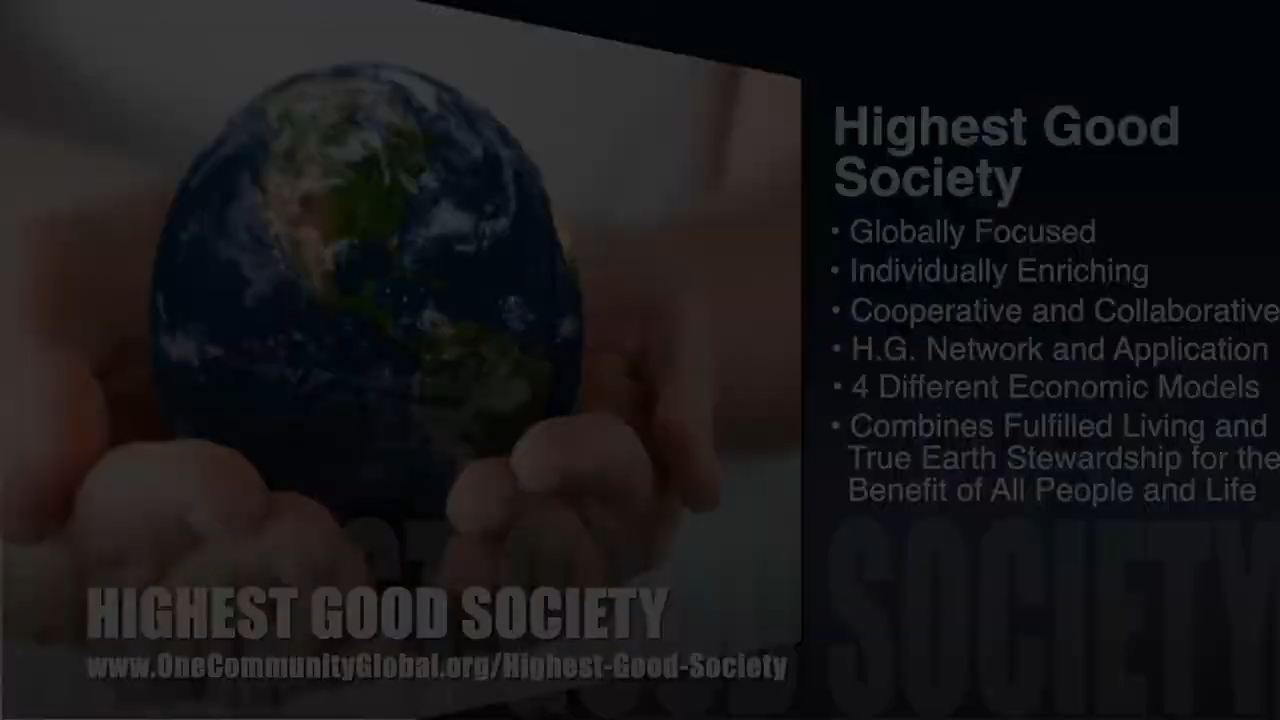 Highest Good
Society
• Globally Focused
• Individually Enriching
• Cooperative and Collaborative
• H.G. Network and Application
• 4 Different Economic Models
• Combines Fulfilled Living and
True Earth Stewardship for the
Benefit of All People and Life
HIGHEST GOOD SOCIETY
www.OneCommunityGlobal.org/Highest-Good-Society
GOOD SOCIETY